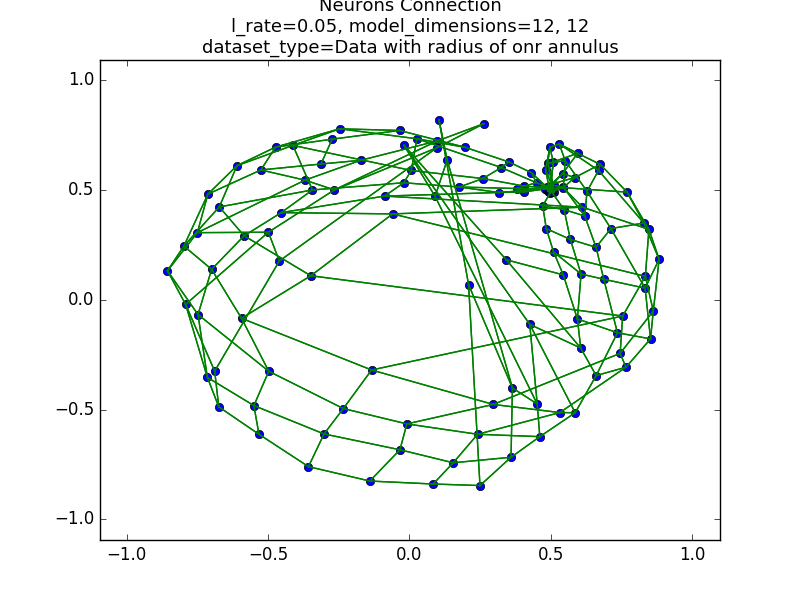 Neurons Connection
l_rate=0.05, model_dimensions=12, 12
dataset_type=Data with radius of onr annulus
1.0
0.5
0.0
−0.5
−1.0
−1.0 −0.5 0.0 0.5 1.0